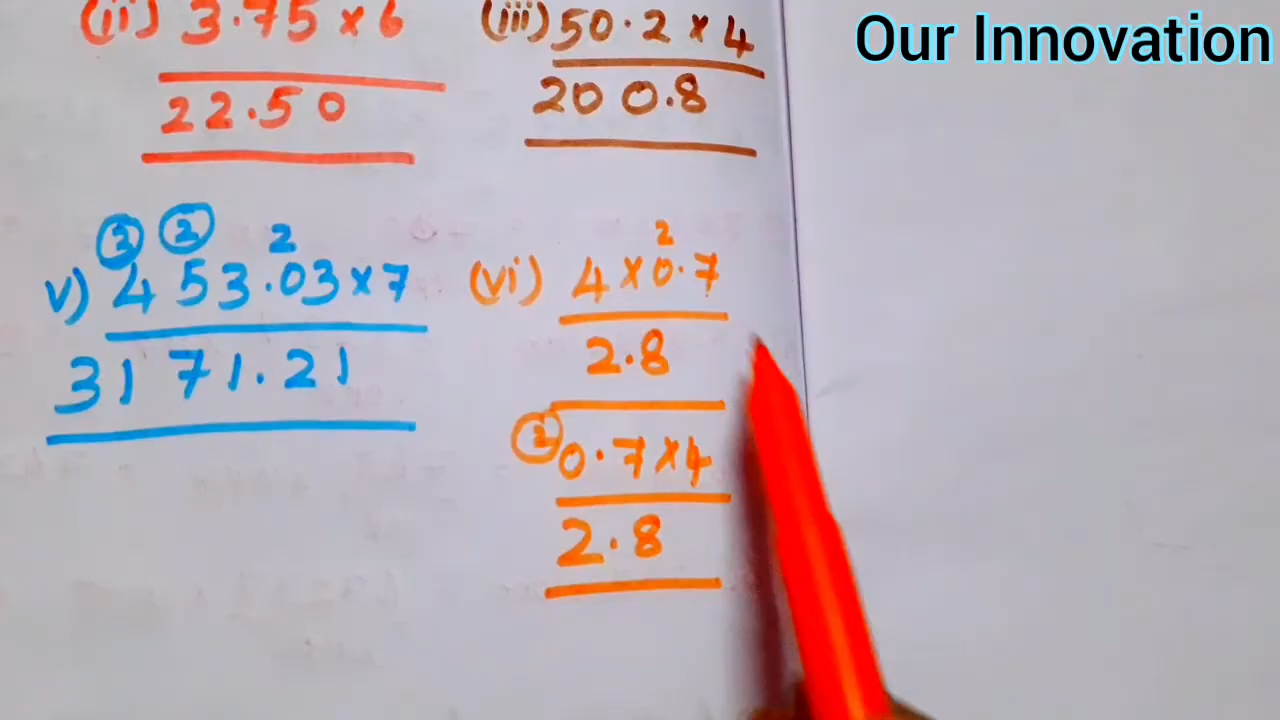 Our Innovation
(ii) 3.75 × 6
22.50
(iii) 50.2 × 4
200.8
3 2 2
v) 453.03 × 7
3171.21
2
(vi) 4 × 0.7
2.8
2 0.7 × 4
2.8